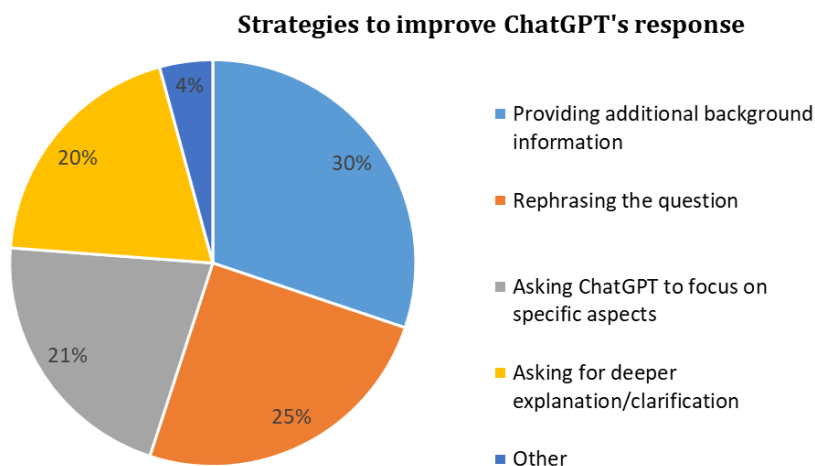 Strategies to improve ChatGPT's response
4%
30%
20%
21%
25%
Providing additional background
information
Rephrasing the question
Asking ChatGPT to focus on
specific aspects
Asking for deeper
explanation/clarification
Other